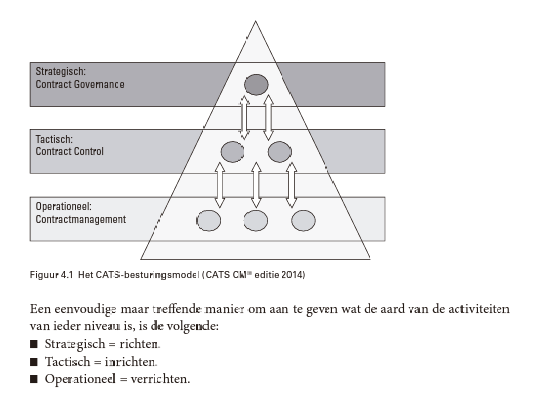 Strategisch:
Contract Governance
Tactisch:
Contract Control
Operationeel:
Contractmanagement
Figuur 4.1 Het CATS-besturingsmodel (CATS CM® editie 2014)
Een eenvoudige maar treffende manier om aan te geven wat de aard van de activiteiten
van ieder niveau is, is de volgende:
■ Strategisch = richten.
■ Tactisch = inrichten.
■ Operationeel = verrichten.